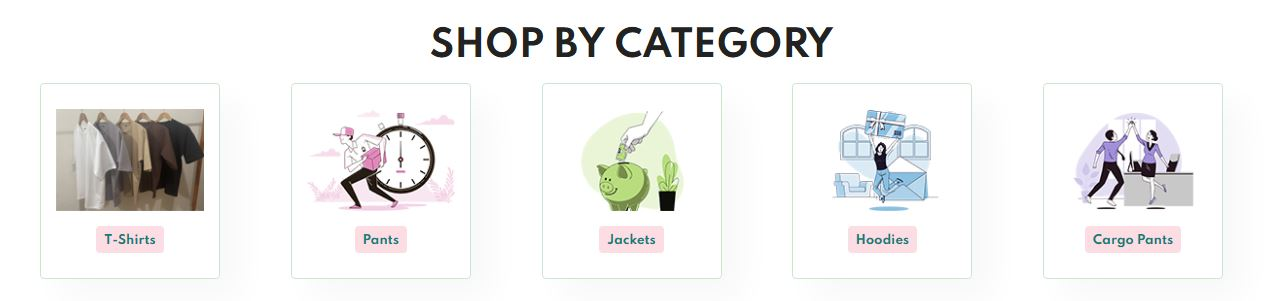 SHOP BY CATEGORY
T-Shirts
Pants
Jackets
Hoodies
Cargo Pants